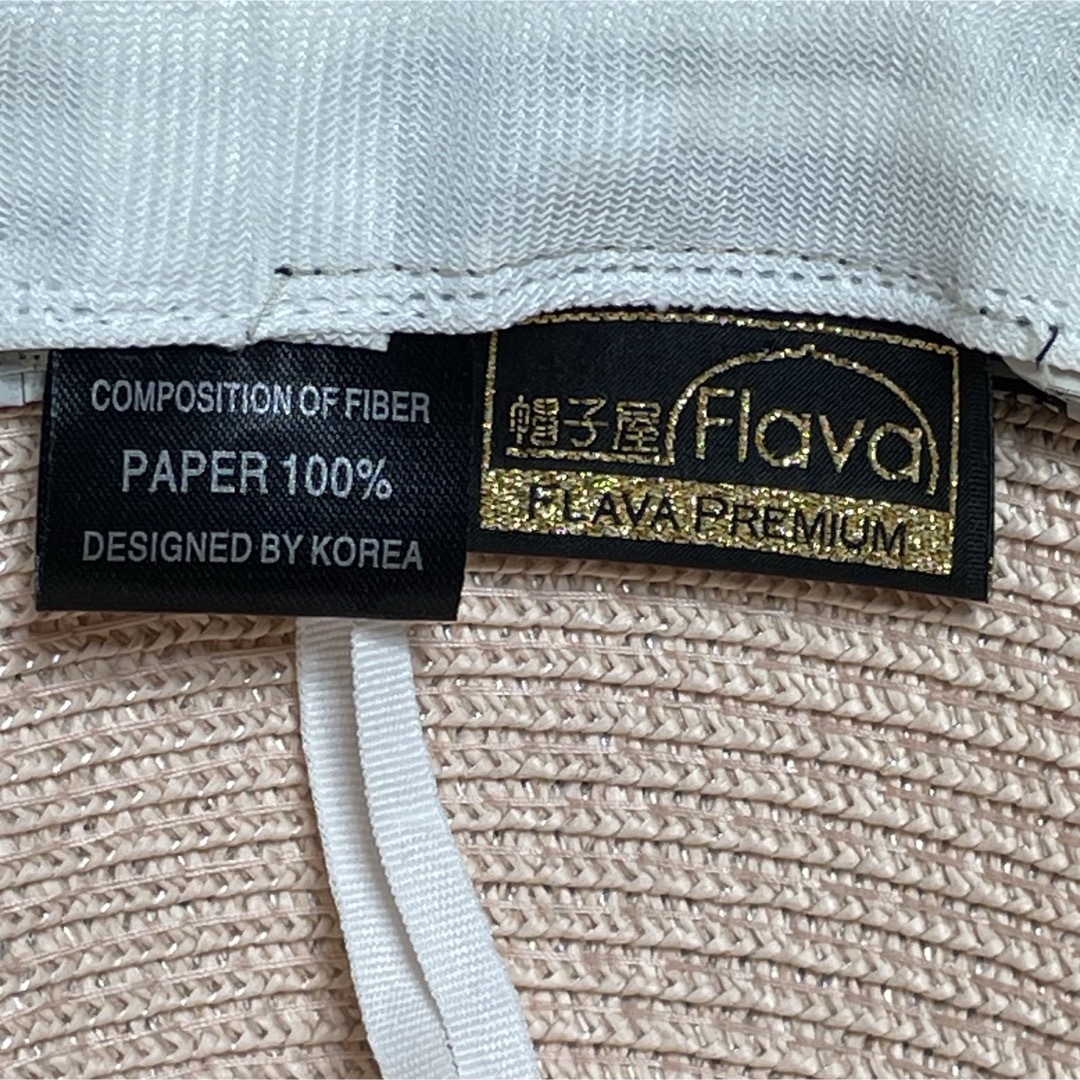 COMPOSITION OF FIBER
PAPER 100%
DESIGNED BY KOREA
帽子屋 Flava
FLAVA PREMIUM